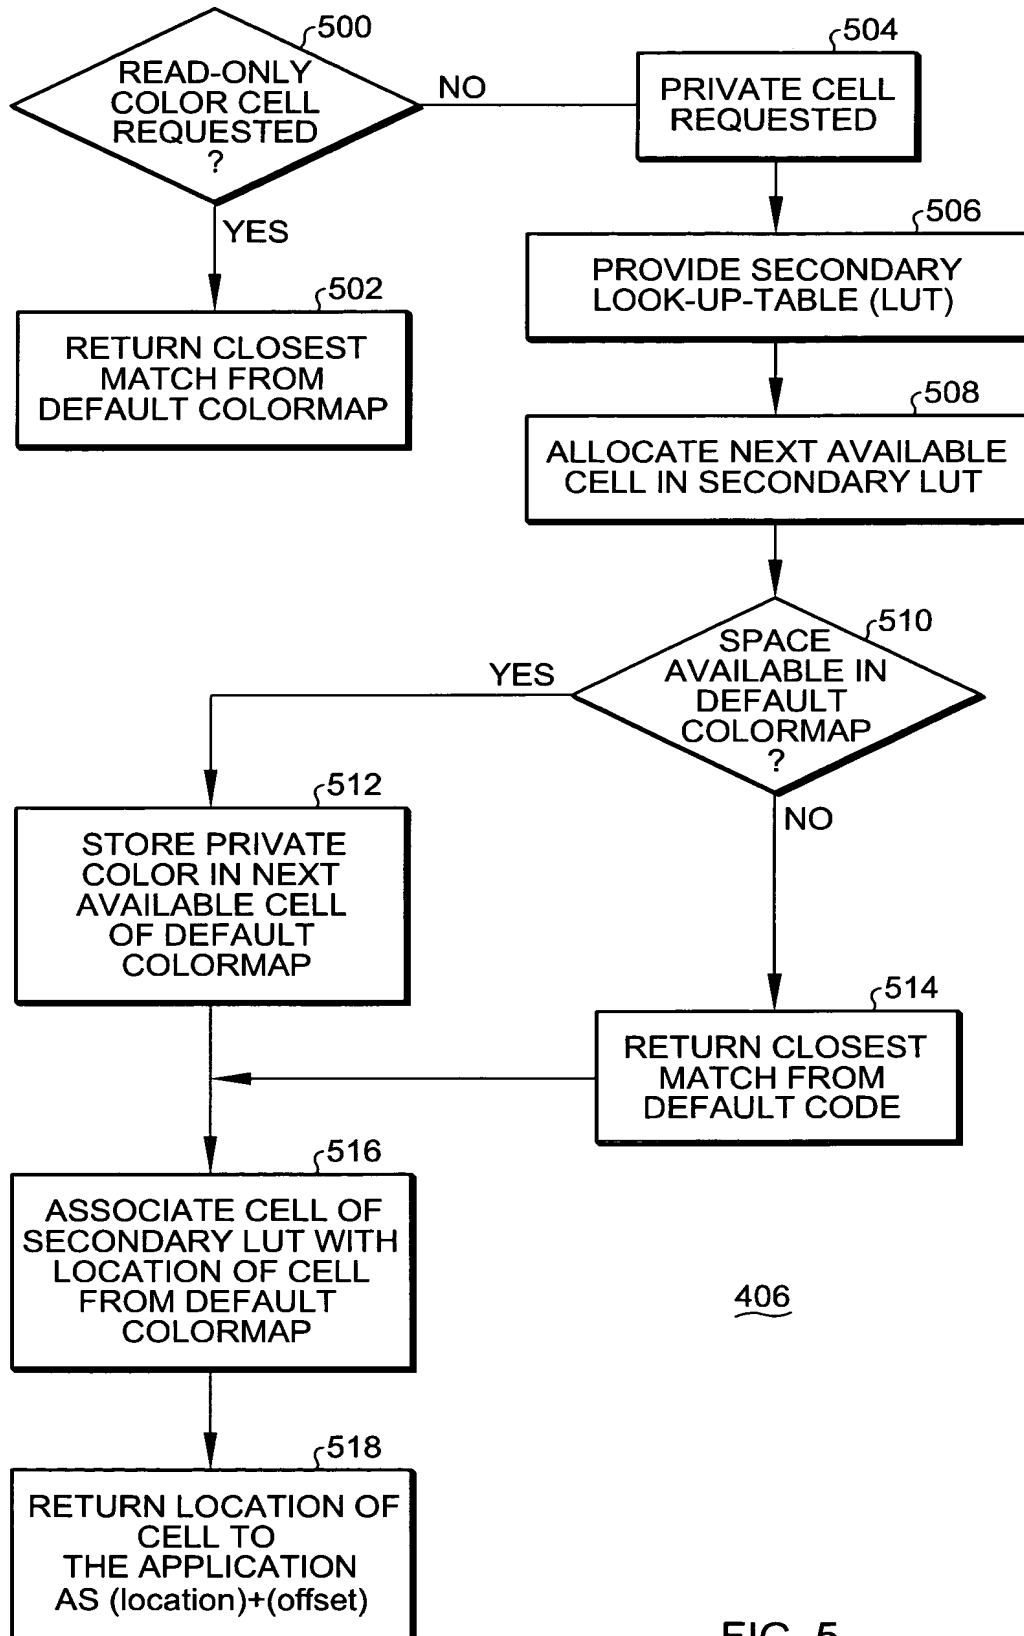 500
READ-ONLY
COLOR CELL
REQUESTED
?
NO
YES
504
PRIVATE CELL
REQUESTED
506
PROVIDE SECONDARY
LOOK-UP-TABLE (LUT)
502
RETURN CLOSEST
MATCH FROM
DEFAULT COLORMAP
508
ALLOCATE NEXT AVAILABLE
CELL IN SECONDARY LUT
510
SPACE
AVAILABLE IN
DEFAULT
COLORMAP
?
YES
NO
512
STORE PRIVATE
COLOR IN NEXT
AVAILABLE CELL
OF DEFAULT
COLORMAP
514
RETURN CLOSEST
MATCH FROM
DEFAULT CODE
516
ASSOCIATE CELL OF
SECONDARY LUT WITH
LOCATION OF CELL
FROM DEFAULT
COLORMAP
406
518
RETURN LOCATION OF
CELL TO
THE APPLICATION
AS (location)+(offset)
FIG. 5